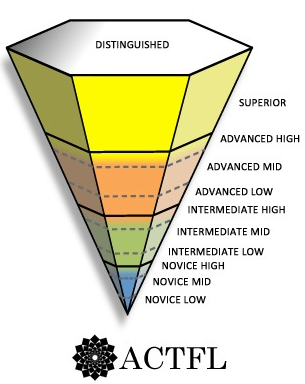 DISTINGUISHED
SUPERIOR
ADVANCED HIGH
ADVANCED MID
ADVANCED LOW
INTERMEDIATE HIGH
INTERMEDIATE MID
INTERMEDIATE LOW
NOVICE HIGH
NOVICE MID
NOVICE LOW
ACTFL